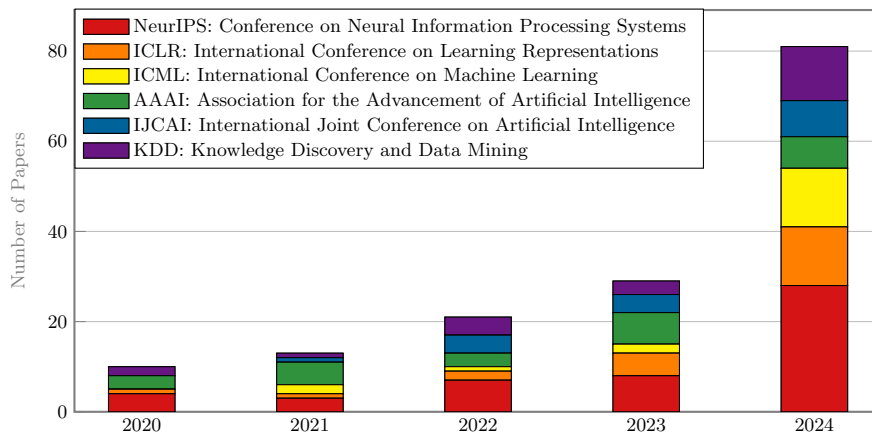 NeurIPS: Conference on Neural Information Processing Systems
ICLR: International Conference on Learning Representations
ICML: International Conference on Machine Learning
AAAI: Association for the Advancement of Artificial Intelligence
IJCAI: International Joint Conference on Artificial Intelligence
KDD: Knowledge Discovery and Data Mining
Number of Papers
80
60
40
20
0
2020 2021 2022 2023 2024